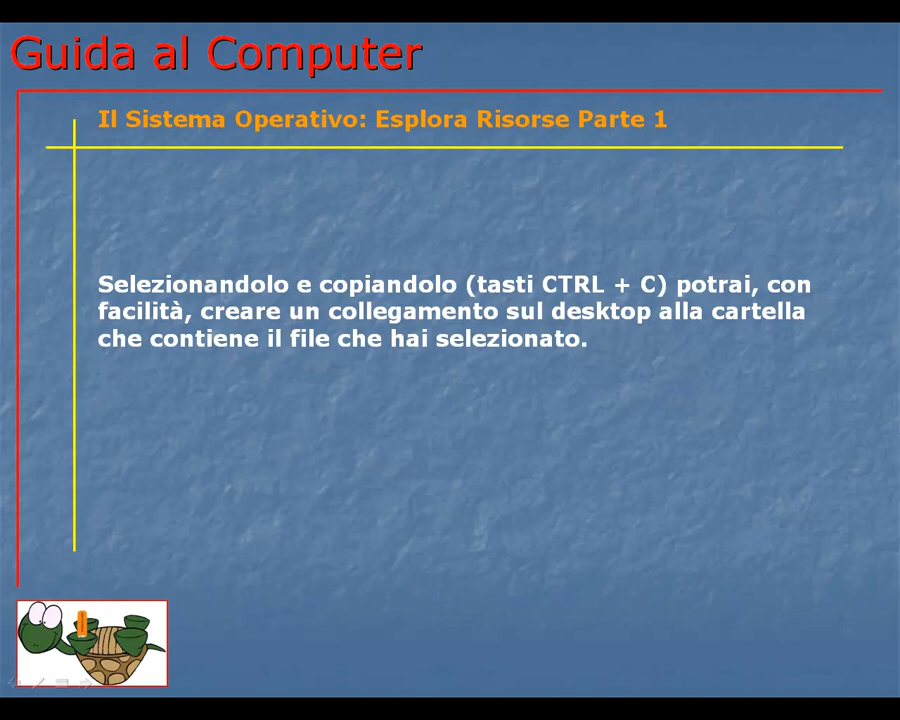 Guida al Computer
Il Sistema Operativo: Esplora Risorse Parte 1
Selezionandolo e copiandolo (tasti CTRL + C) potrai, con
facilità, creare un collegamento sul desktop alla cartella
che contiene il file che hai selezionato.